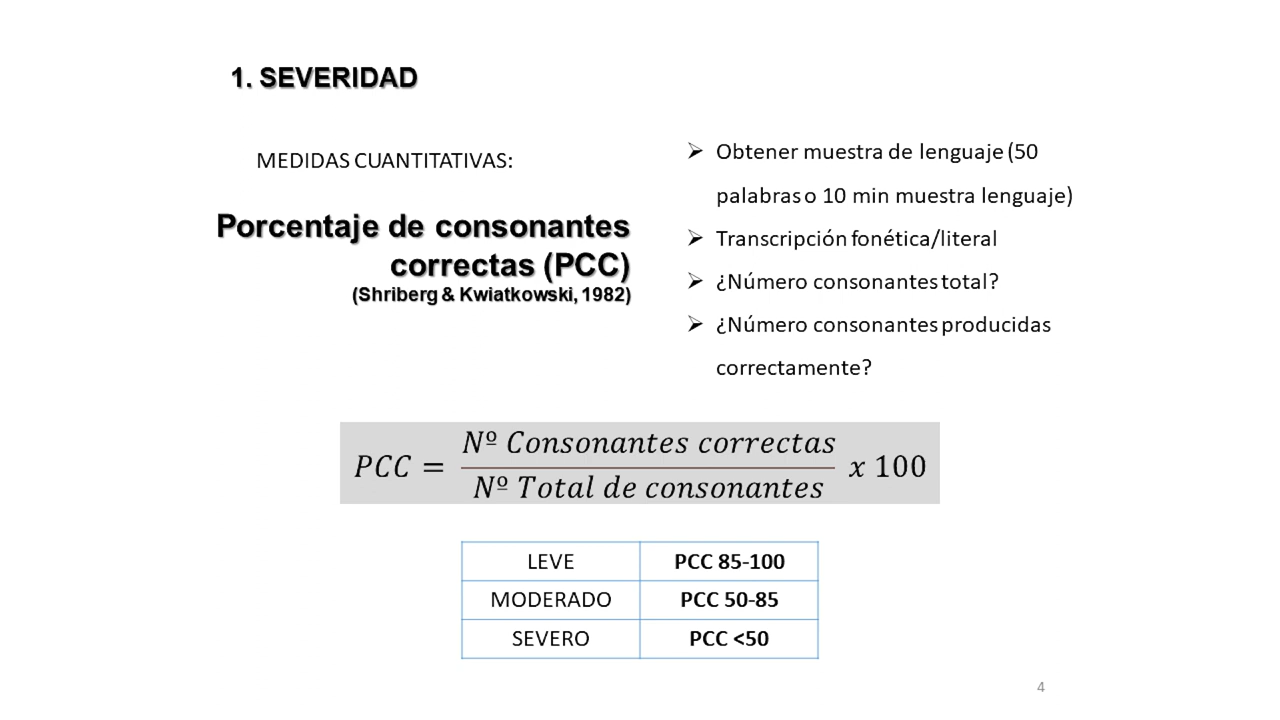 1. SEVERIDAD
MEDIDAS CUANTITATIVAS:
Porcentaje de consonantes
correctas (PCC)
(Shriberg & Kwiatkowski, 1982)
➢ Obtener muestra de lenguaje (50
palabras o 10 min muestra lenguaje)
➢ Transcripción fonética/literal
➢ ¿Número consonantes total?
➢ ¿Número consonantes producidas
correctamente?
PCC = Nº Consonantes correctas / Nº Total de consonantes x 100
LEVE PCC 85-100
MODERADO PCC 50-85
SEVERO PCC <50
4